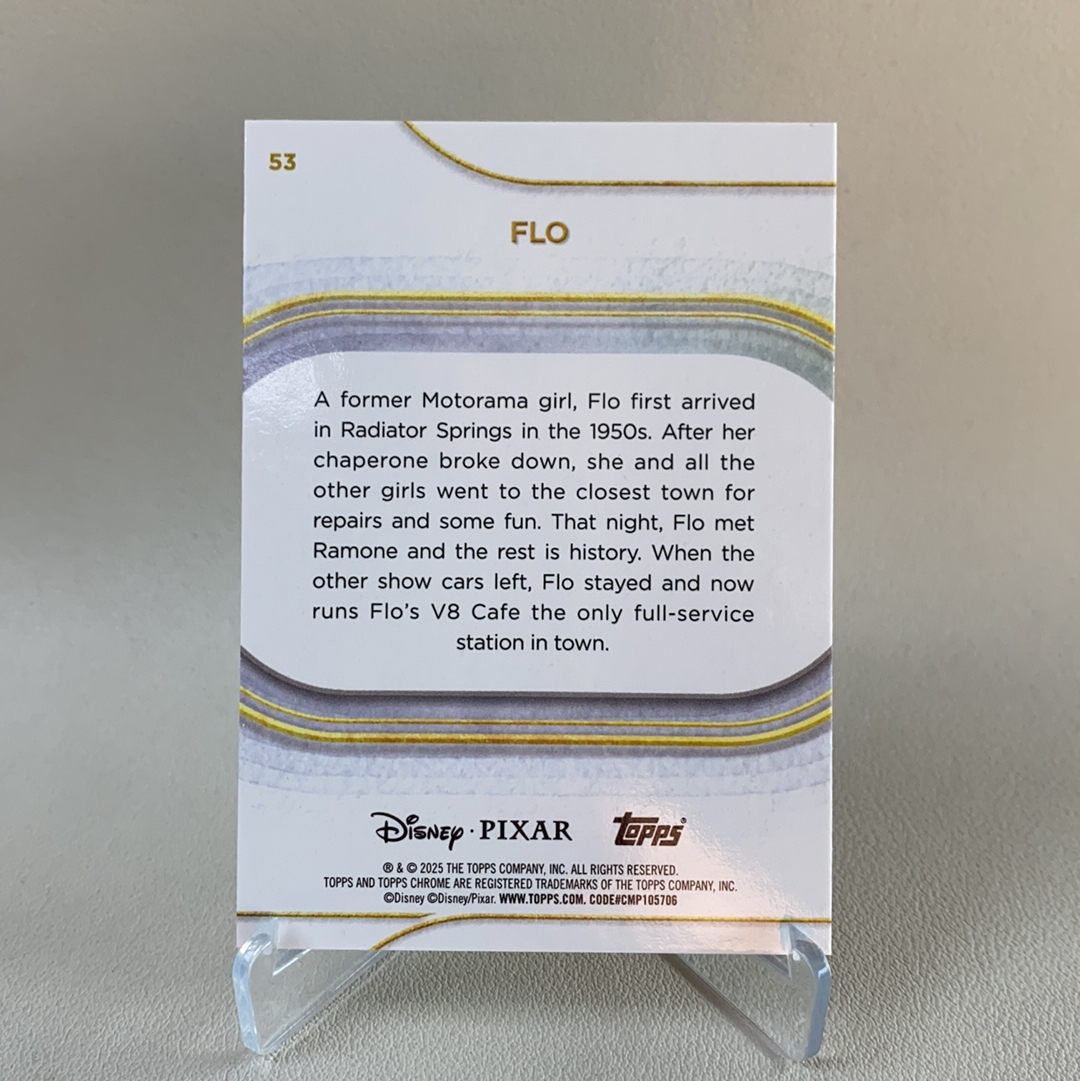 53
FLO
A former Motorama girl, Flo first arrived
in Radiator Springs in the 1950s. After her
chaperone broke down, she and all the
other girls went to the closest town for
repairs and some fun. That night, Flo met
Ramone and the rest is history. When the
other show cars left, Flo stayed and now
runs Flo's V8 Cafe the only full-service
station in town.
Disney · PIXAR Topps®
® & © 2025 THE TOPPS COMPANY, INC. ALL RIGHTS RESERVED.
TOPPS AND TOPPS CHROME ARE REGISTERED TRADEMARKS OF THE TOPPS COMPANY, INC.
©Disney ©Disney/Pixar. WWW.TOPPS.COM. CODE#CMP105706